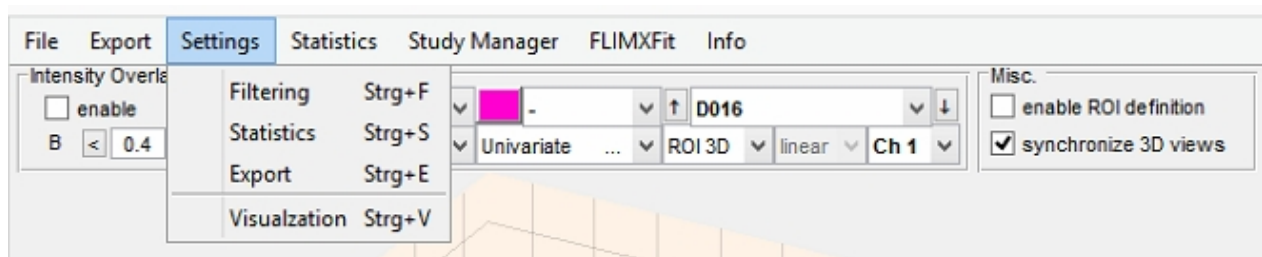 File Export Settings Statistics Study Manager FLIMXFit Info
Intensity Overla
Misc.
enable
Filtering Strg+F
- ↑ D016 ↓
enable ROI definition
B < 0.4
Statistics Strg+S
Univariate ... ROI 3D linear Ch 1
synchronize 3D views
Export Strg+E
Visualzation Strg+V